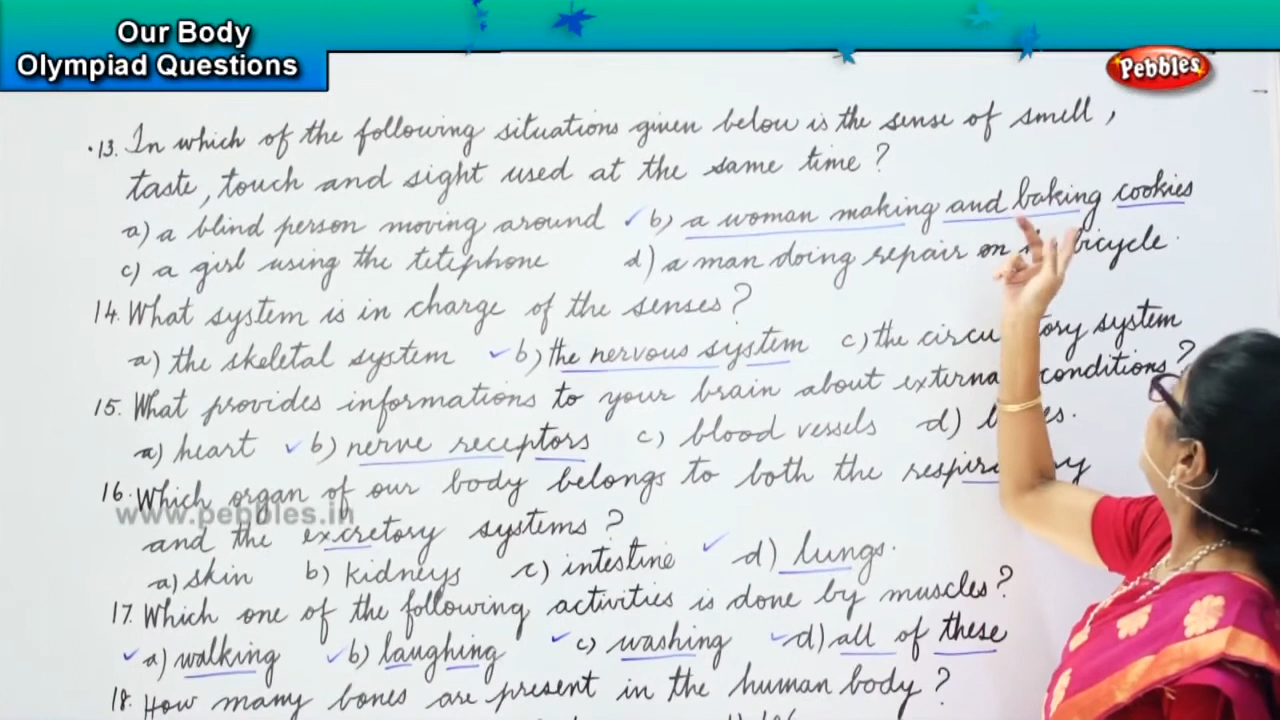 Our Body
Olympiad Questions
Pebbles
13. In which of the following situations given below is the sense of smell,
taste, touch and sight used at the same time?
a) a blind person moving around b) a woman making and baking cookies
c) a girl using the tetephone d) a man doing repair on bicycle.
14. What system is in charge of the senses?
a) the skeletal system b) the nervous system c) the system
15. What provides informations to your brain about conditions?
a) heart b) nerve receptors c) blood vessels d)
16. Which organ of our body belongs to both the
www.pebbles.in
and the excretory systems?
a) skin b) kidneys c) intestine d) lungs.
17. Which one of the following activities is done by muscles?
a) walking b) laughing c) washing d) all of these
18. How many bones are present in the human body?